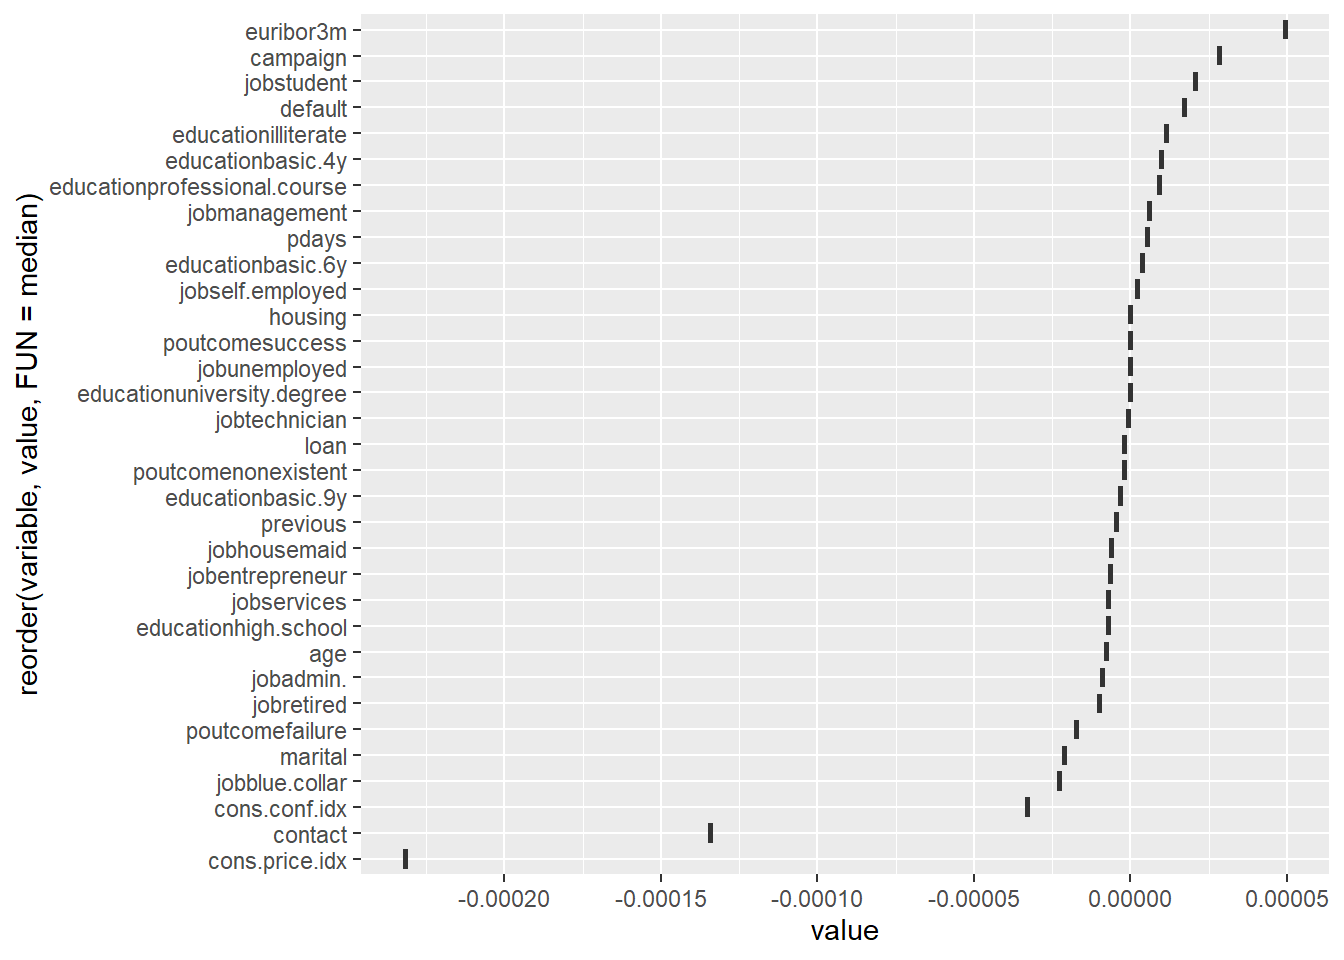 reorder(variable, value, FUN = median)
euribor3m
campaign
jobstudent
default
educationilliterate
educationbasic.4y
educationprofessional.course
jobmanagement
pdays
educationbasic.6y
jobself.employed
housing
poutcomesuccess
jobunemployed
educationuniversity.degree
jobtechnician
loan
poutcomenonexistent
educationbasic.9y
previous
jobhousemaid
jobentrepreneur
jobservices
educationhigh.school
age
jobadmin.
jobretired
poutcomefailure
marital
jobblue.collar
cons.conf.idx
contact
cons.price.idx
-0.00020 -0.00015 -0.00010 -0.00005 0.00000 0.00005
value